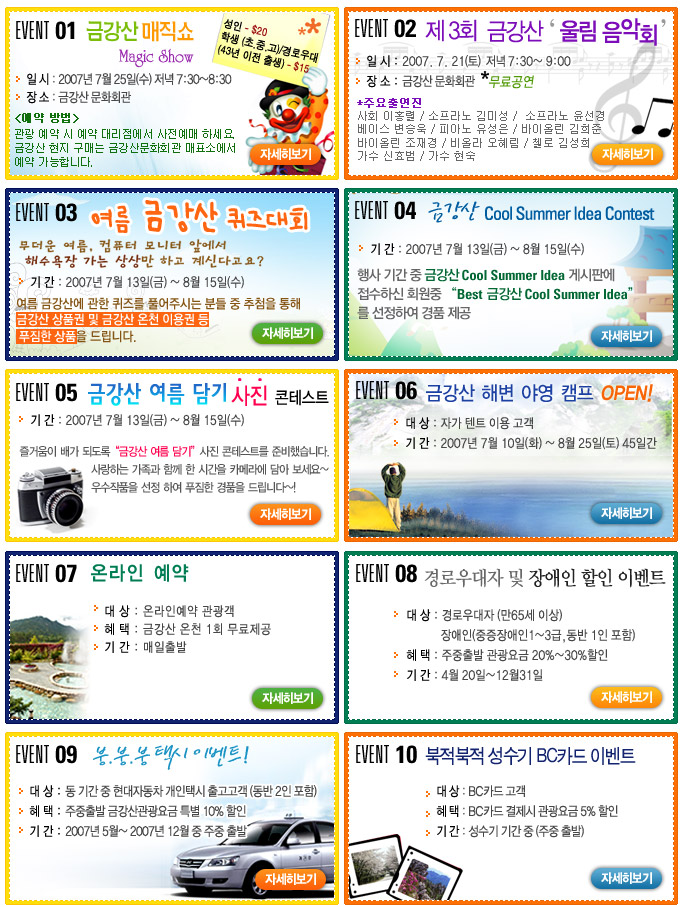 EVENT 01 금강산 매직쇼
Magic Show
성인 - $20
학생 (초,중,고)/경로우대
(43년 이전 출생) - $15
일 시 : 2007년 7월 25일(수) 저녁 7:30~8:30
장 소 : 금강산 문화회관
<예약 방법>
관광 예약 시 예약 대리점에서 사전예매 하세요
금강산 현지 구매는 금강산문화회관 매표소에서
예약 가능합니다.
자세히보기
EVENT 02 제3회 금강산 ‘울림 음악회’
일 시 : 2007. 7. 21(토) 저녁 7:30~ 9:00
장 소 : 금강산 문화회관 *무료공연
*주요출연진
사회 이홍렬 / 소프라노 김미성 / 소프라노 윤선경
베이스 변승욱 / 피아노 유성은 / 바이올린 김희준
바이올린 조재경 / 비올라 오혜림 / 첼로 김성희
가수 신효범 / 가수 현숙
자세히보기
EVENT 03 여름 금강산 퀴즈대회
무더운 여름, 컴퓨터 모니터 앞에서
해수욕장 가는 상상만 하고 계신다고요?
기 간 : 2007년 7월 13일(금) ~ 8월 15일(수)
여름 금강산에 관한 퀴즈를 풀어주시는 분들 중 추첨을 통해
금강산 상품권 및 금강산 온천 이용권 등
푸짐한 상품을 드립니다.
자세히보기
EVENT 04 금강산 Cool Summer Idea Contest
기 간 : 2007년 7월 13일(금) ~ 8월 15일(수)
행사 기간 중 금강산 Cool Summer Idea 게시판에
접수하신 회원중 “Best 금강산 Cool Summer Idea”
를 선정하여 경품 제공
자세히보기
EVENT 05 금강산 여름 담기 사진 콘테스트
기 간 : 2007년 7월 13일(금) ~ 8월 15일(수)
즐거움이 배가 되도록 “금강산 여름 담기” 사진 콘테스트를 준비했습니다.
사랑하는 가족과 함께 한 시간을 카메라에 담아 보세요~
우수작품을 선정 하여 푸짐한 경품을 드립니다~!
자세히보기
EVENT 06 금강산 해변 야영 캠프 OPEN!
대 상 : 자가 텐트 이용 고객
기 간 : 2007년 7월 10일(화) ~ 8월 25일(토) 45일간
자세히보기
EVENT 07 온라인 예약
대 상 : 온라인예약 관광객
혜 택 : 금강산 온천 1회 무료제공
기 간 : 매일출발
자세히보기
EVENT 08 경로우대자 및 장애인 할인 이벤트
대 상 : 경로우대자 (만65세 이상)
장애인(중증장애인1~3급,동반 1인 포함)
혜 택 : 주중출발 관광요금 20%~30%할인
기 간 : 4월 20일~12월31일
자세히보기
EVENT 09 붕.붕.붕 택시 이벤트!
대 상 : 동 기간 중 현대자동차 개인택시 출고고객 (동반 2인 포함)
혜 택 : 주중출발 금강산관광요금 특별 10% 할인
기 간 : 2007년 5월~ 2007년 12월 중 주중 출발
자세히보기
EVENT 10 북적북적 성수기 BC카드 이벤트
대 상 : BC카드 고객
혜 택 : BC카드 결제시 관광요금 5% 할인
기 간 : 성수기 기간 중 (주중 출발)
자세히보기